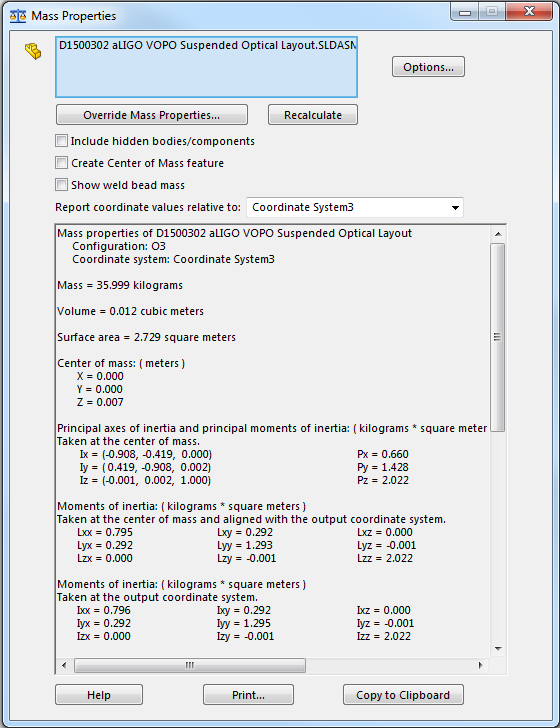 Mass Properties
D1500302 aLIGO VOPO Suspended Optical Layout.SLDASM
Options...
Override Mass Properties...
Recalculate
Include hidden bodies/components
Create Center of Mass feature
Show weld bead mass
Report coordinate values relative to: Coordinate System3
Mass properties of D1500302 aLIGO VOPO Suspended Optical Layout
Configuration: O3
Coordinate system: Coordinate System3
Mass = 35.999 kilograms
Volume = 0.012 cubic meters
Surface area = 2.729 square meters
Center of mass: ( meters )
X = 0.000
Y = 0.000
Z = 0.007
Principal axes of inertia and principal moments of inertia: ( kilograms * square meter
Taken at the center of mass.
Ix = (-0.908, -0.419, 0.000) Px = 0.660
Iy = ( 0.419, -0.908, 0.002) Py = 1.428
Iz = (-0.001, 0.002, 1.000) Pz = 2.022
Moments of inertia: ( kilograms * square meters )
Taken at the center of mass and aligned with the output coordinate system.
Lxx = 0.795 Lxy = 0.292 Lxz = 0.000
Lyx = 0.292 Lyy = 1.293 Lyz = -0.001
Lzx = 0.000 Lzy = -0.001 Lzz = 2.022
Moments of inertia: ( kilograms * square meters )
Taken at the output coordinate system.
Ixx = 0.796 Ixy = 0.292 Ixz = 0.000
Iyx = 0.292 Iyy = 1.295 Iyz = -0.001
Izx = 0.000 Izy = -0.001 Izz = 2.022
Help
Print...
Copy to Clipboard